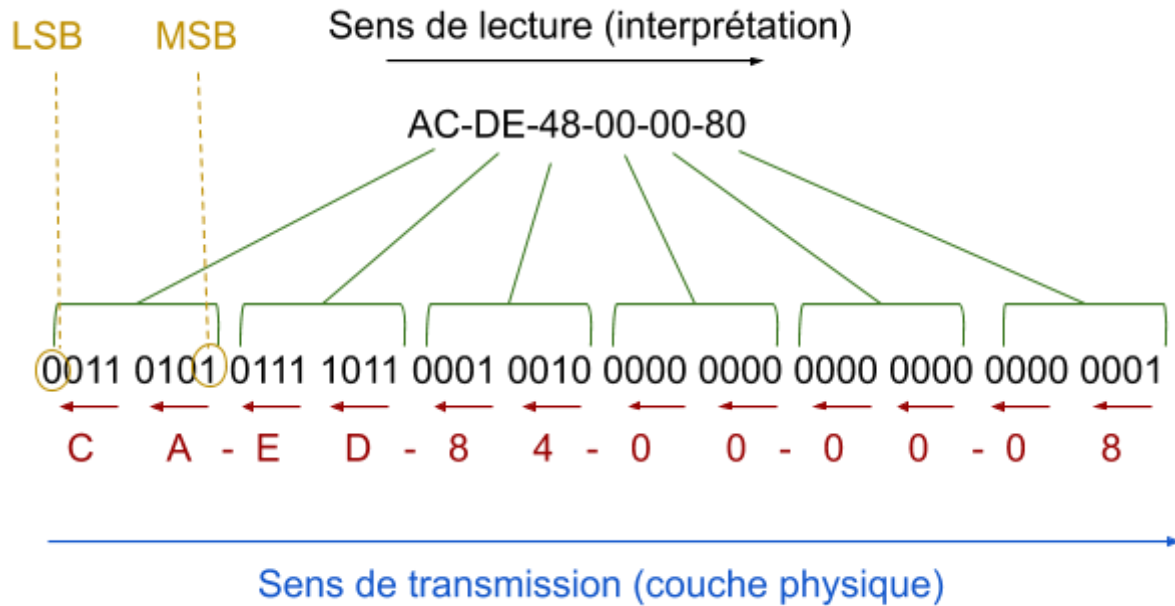 Sens de lecture (interprétation)
LSB MSB
AC-DE-48-00-00-80
0011 0101 0111 1011 0001 0010 0000 0000 0000 0000 0000 0001
C A - E D - 8 4 - 0 0 - 0 0 - 0 8
Sens de transmission (couche physique)